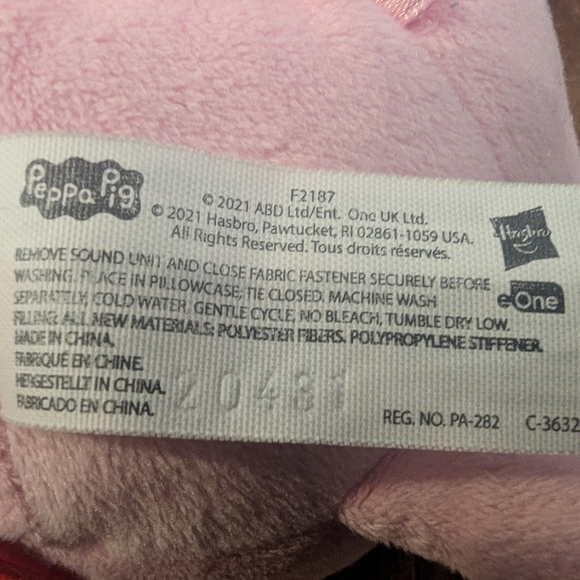 Peppa Pig
F2187
© 2021 ABD Ltd/Ent. One UK Ltd.
© 2021 Hasbro, Pawtucket, RI 02861-1059 USA.
All Rights Reserved. Tous droits réservés.
Hasbro
REMOVE SOUND UNIT AND CLOSE FABRIC FASTENER SECURELY BEFORE
WASHING. PLACE IN PILLOWCASE, TIE CLOSED. MACHINE WASH
SEPARATELY, COLD WATER, GENTLE CYCLE, NO BLEACH, TUMBLE DRY LOW.
FILLING: ALL NEW MATERIALS: POLYESTER FIBERS. POLYPROPYLENE STIFFENER.
eOne
MADE IN CHINA.
FABRIQUÉ EN CHINE.
HERGESTELLT IN CHINA.
FABRICADO EN CHINA.
20481
REG. NO. PA-282 C-3632